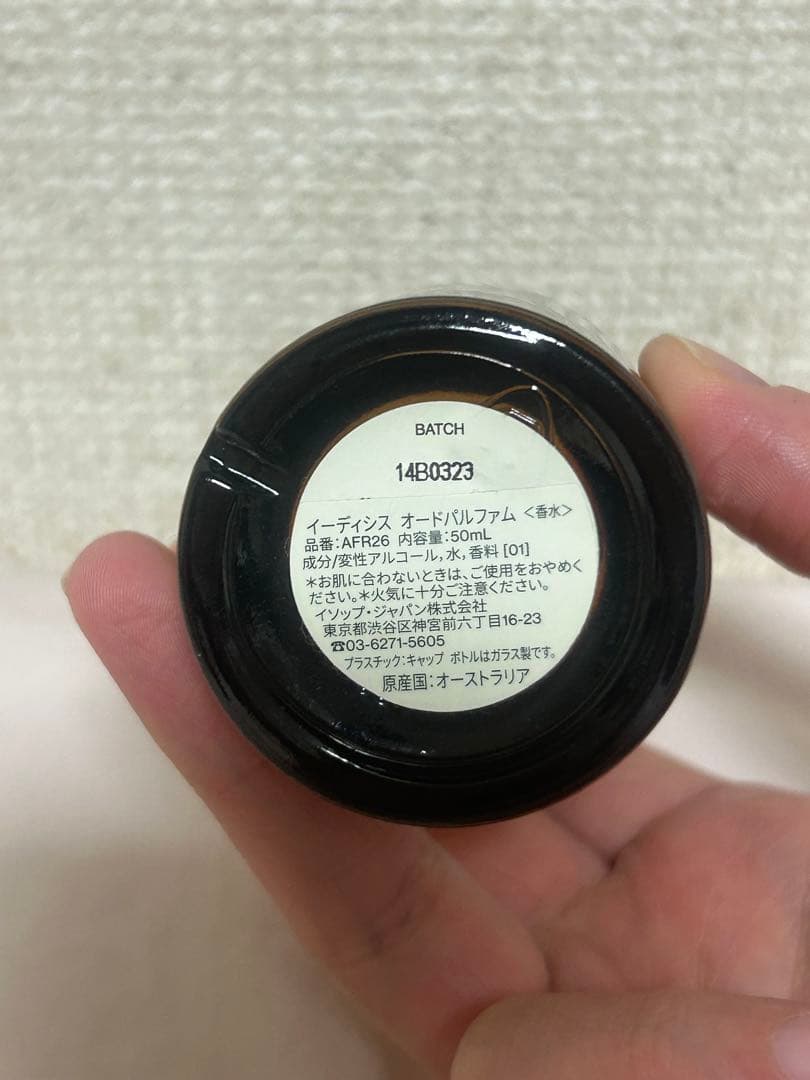 BATCH
14B0323
イーディシス オードパルファム <香水>
品番:AFR26 内容量:50mL
成分/変性アルコール,水,香料 [01]
*お肌に合わないときは、ご使用をおやめく
ださい。*火気に十分ご注意ください。
イソップ・ジャパン株式会社
東京都渋谷区神宮前六丁目16-23
☎03-6271-5605
プラスチック:キャップ ボトルはガラス製です。
原産国:オーストラリア